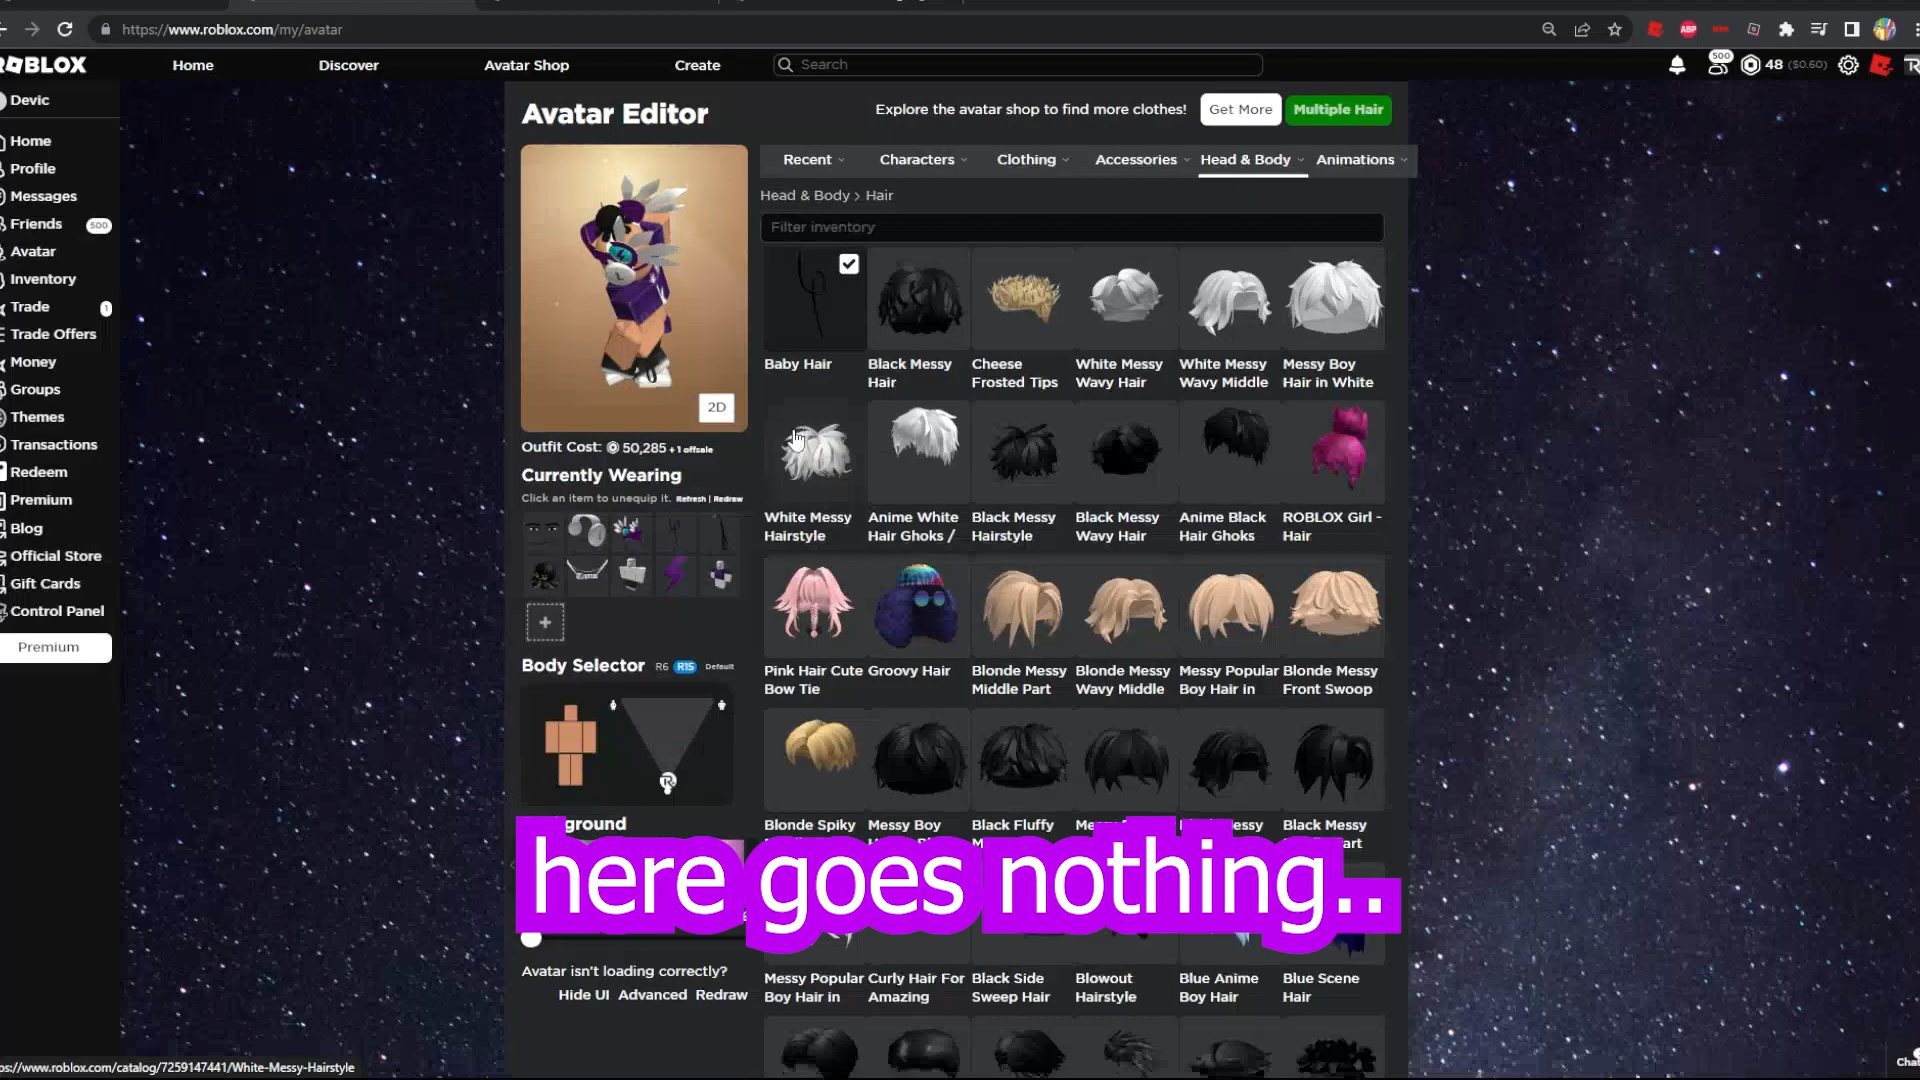 https://www.roblox.com/my/avatar
ABP
Home
Discover
Avatar Shop
Create
Search
500
48 ($0.60)
Devic
Home
Profile
Messages
Friends 500
Avatar
Inventory
Trade 1
Trade Offers
Money
Groups
Themes
Transactions
Redeem
Premium
Blog
Official Store
Gift Cards
Control Panel
Premium
Avatar Editor
Explore the avatar shop to find more clothes!
Get More
Multiple Hair
2D
Outfit Cost: 50,285 + 1 offsale
Currently Wearing
Click an item to unequip it. Refresh | Redraw
Body Selector R6 R15 Default
ground
Avatar isn't loading correctly?
Hide UI Advanced Redraw
Recent
Characters
Clothing
Accessories
Head & Body
Animations
Head & Body > Hair
Filter inventory
Baby Hair
Black Messy
Hair
Cheese
Frosted Tips
White Messy
Wavy Hair
White Messy
Wavy Middle
Messy Boy
Hair in White
White Messy
Hairstyle
Anime White
Hair Ghoks /
Black Messy
Hairstyle
Black Messy
Wavy Hair
Anime Black
Hair Ghoks
ROBLOX Girl -
Hair
Pink Hair Cute
Bow Tie
Groovy Hair
Blonde Messy
Middle Part
Blonde Messy
Wavy Middle
Messy Popular
Boy Hair in
Blonde Messy
Front Swoop
Blonde Spiky
Messy Boy
Black Fluffy
Black Messy
here goes nothing..
Messy Popular
Boy Hair in
Curly Hair For
Amazing
Black Side
Sweep Hair
Blowout
Hairstyle
Blue Anime
Boy Hair
Blue Scene
Hair
ps://www.roblox.com/catalog/7259147441/White-Messy-Hairstyle